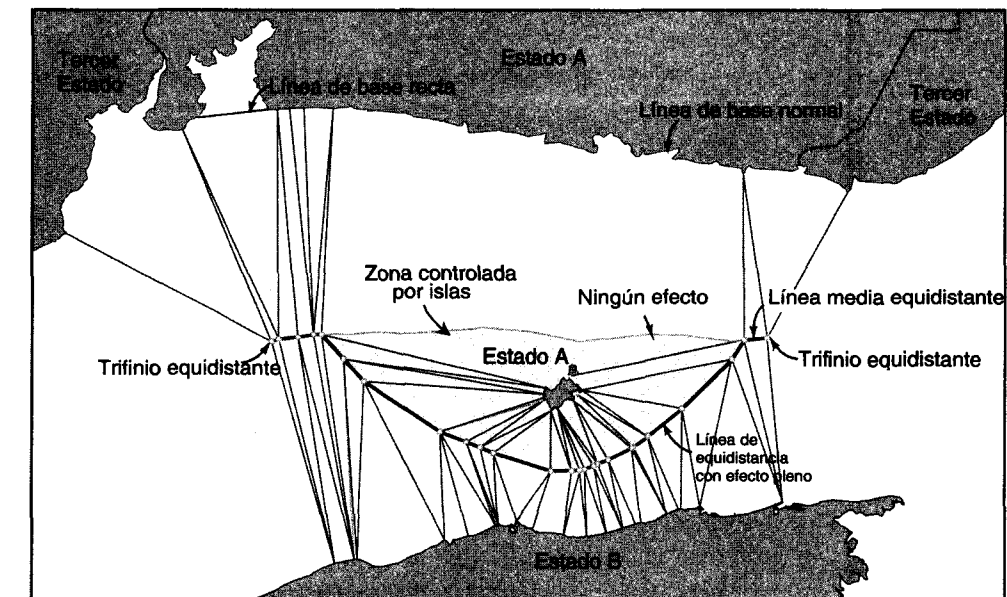 Tercer
Estado
Estado A
Línea de base recta
Línea de base normal
Tercer
Estado
Zona controlada
por islas
Ningún efecto
Línea media equidistante
Estado A
Trifinio equidistante
Trifinio equidistante
Línea de
equidistancia
con efecto pleno
Estado B